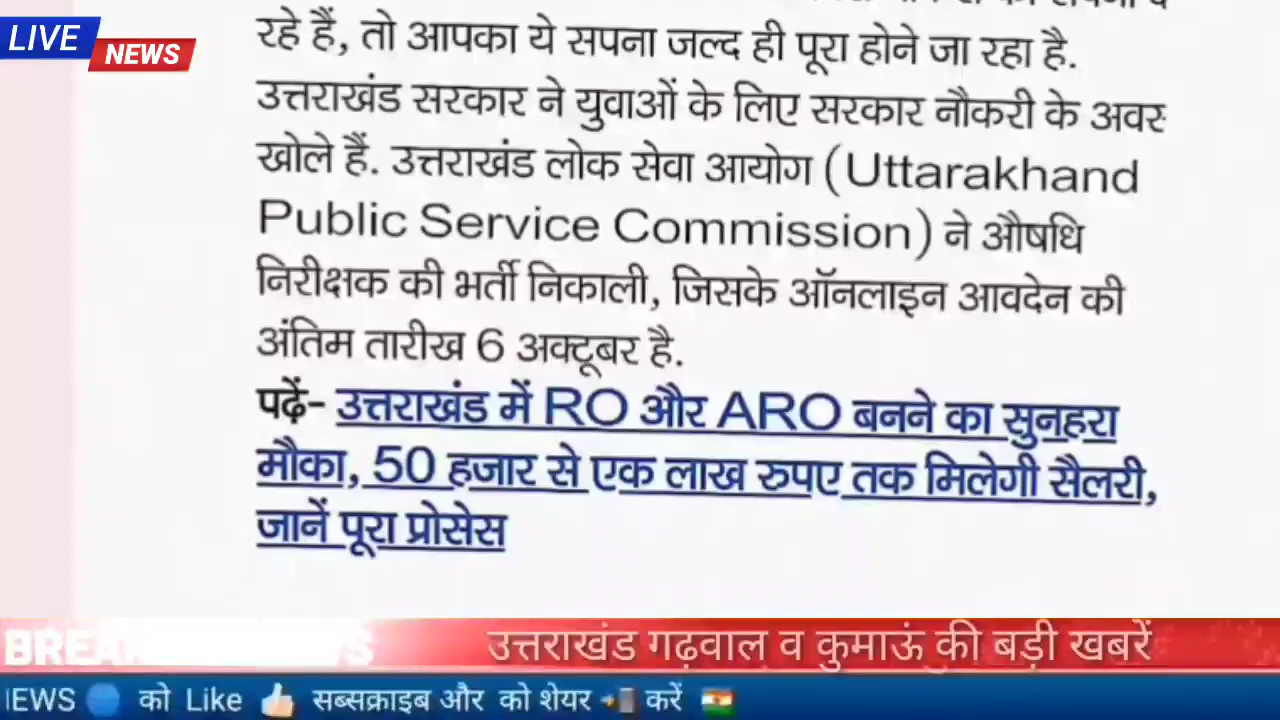 LIVE
NEWS
रहे हैं, तो आपका ये सपना जल्द ही पूरा होने जा रहा है.
उत्तराखंड सरकार ने युवाओं के लिए सरकार नौकरी के अवस
खोले हैं. उत्तराखंड लोक सेवा आयोग (Uttarakhand
Public Service Commission) ने औषधि
निरीक्षक की भर्ती निकाली, जिसके ऑनलाइन आवदेन की
अंतिम तारीख 6 अक्टूबर है.
पढ़ें- उत्तराखंड में RO और ARO बनने का सुनहरा
मौका, 50 हजार से एक लाख रुपए तक मिलेगी सैलरी,
जानें पूरा प्रोसेस
उत्तराखंड गढ़वाल व कुमाऊं की बड़ी खबरें
NEWS 🔵 को Like 👍 सब्सक्राइब और को शेयर 📲 करें 🇮🇳